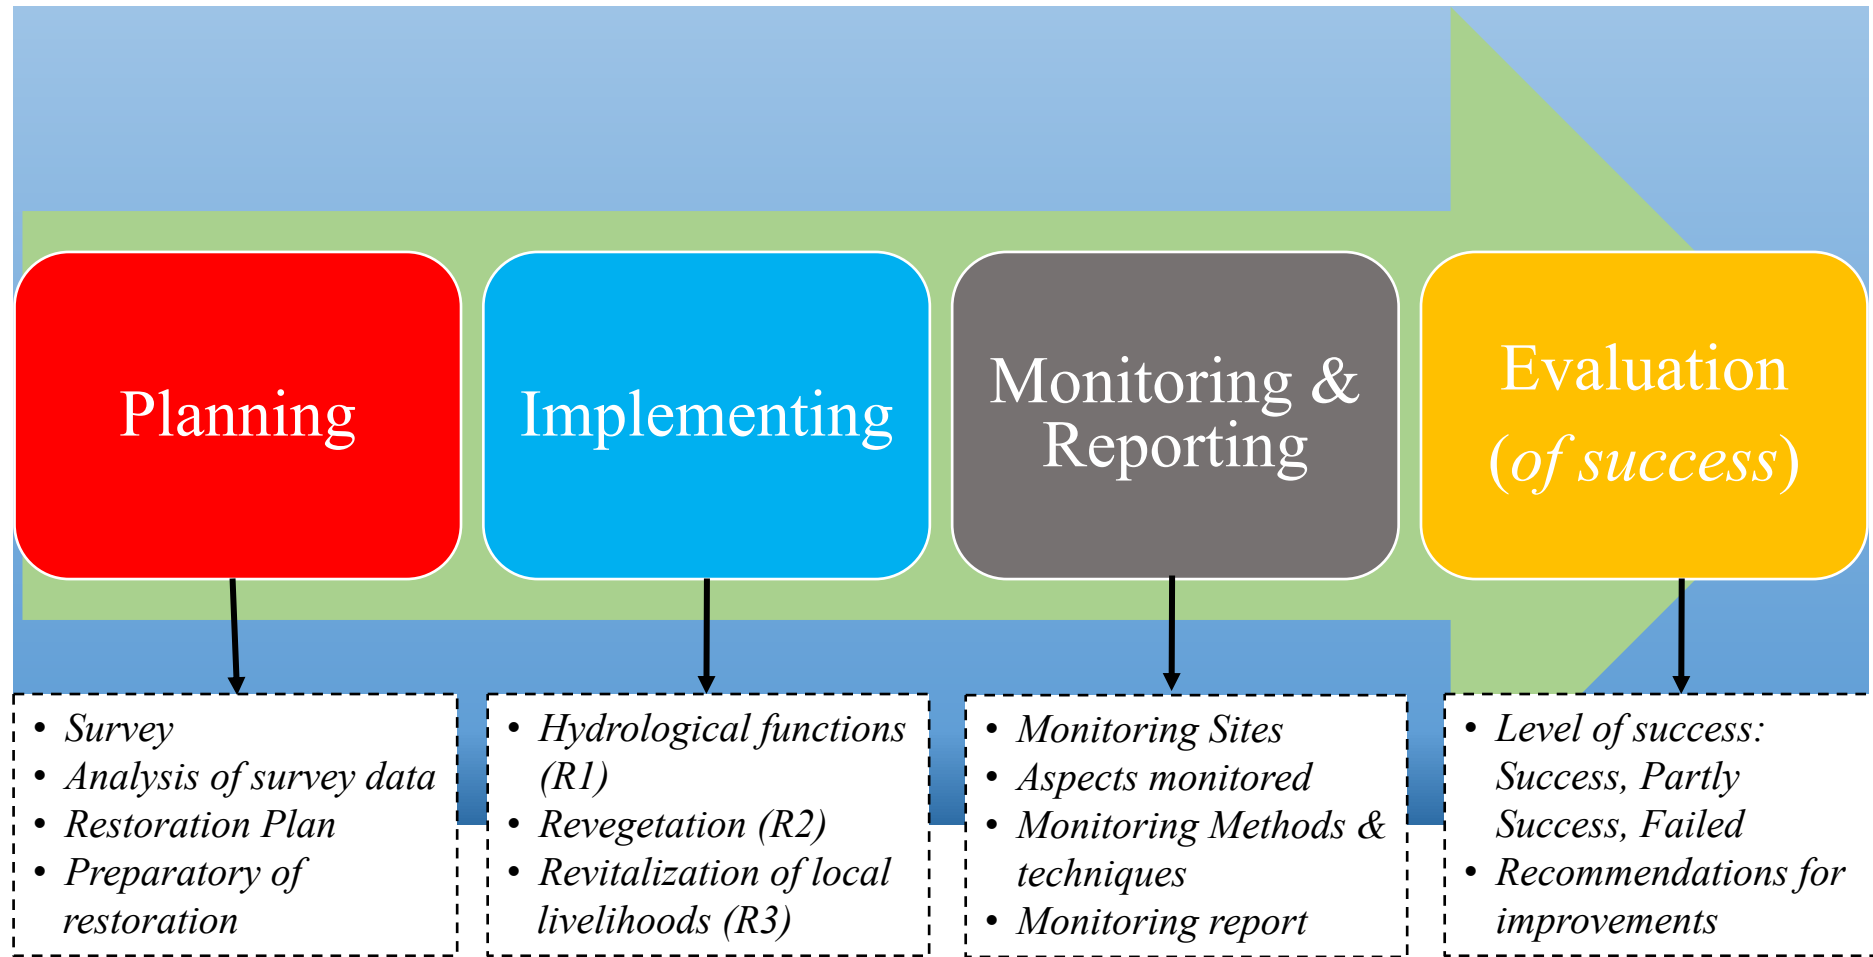 Planning
Implementing
Monitoring &
Reporting
Evaluation
(of success)
• Survey
• Analysis of survey data
• Restoration Plan
• Preparatory of
restoration
• Hydrological functions
(R1)
• Revegetation (R2)
• Revitalization of local
livelihoods (R3)
• Monitoring Sites
• Aspects monitored
• Monitoring Methods &
techniques
• Monitoring report
• Level of success:
Success, Partly
Success, Failed
• Recommendations for
improvements